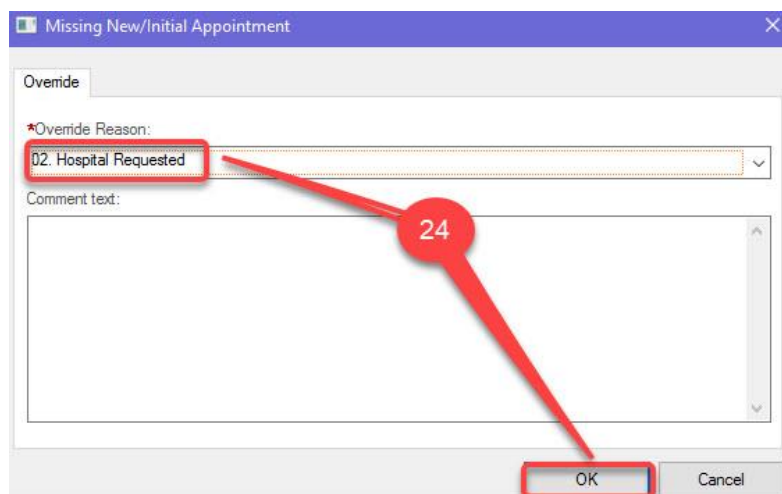 Missing New/Initial Appointment
Override
*Override Reason:
02. Hospital Requested
Comment text:
24
OK Cancel